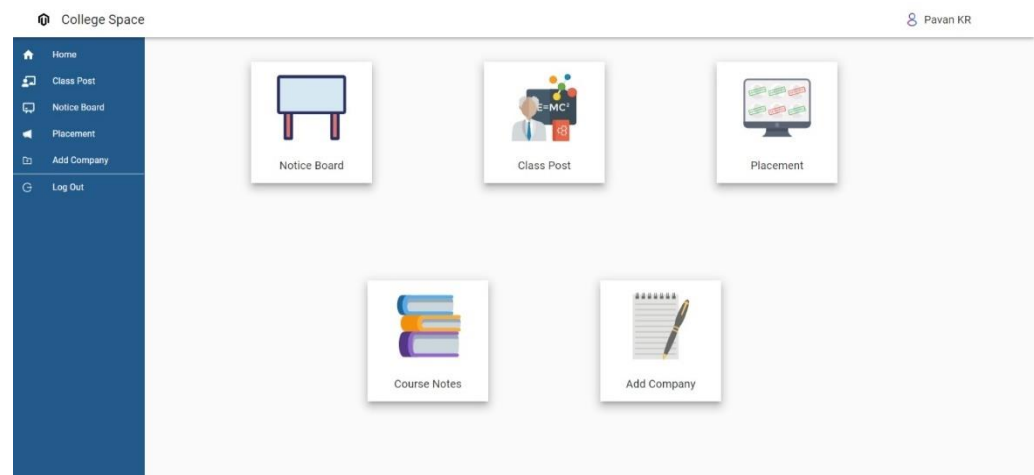 College Space
Pavan KR
Home
Class Post
Notice Board
Placement
Add Company
Log Out
E=MC²
Notice Board
Class Post
Placement
Course Notes
Add Company